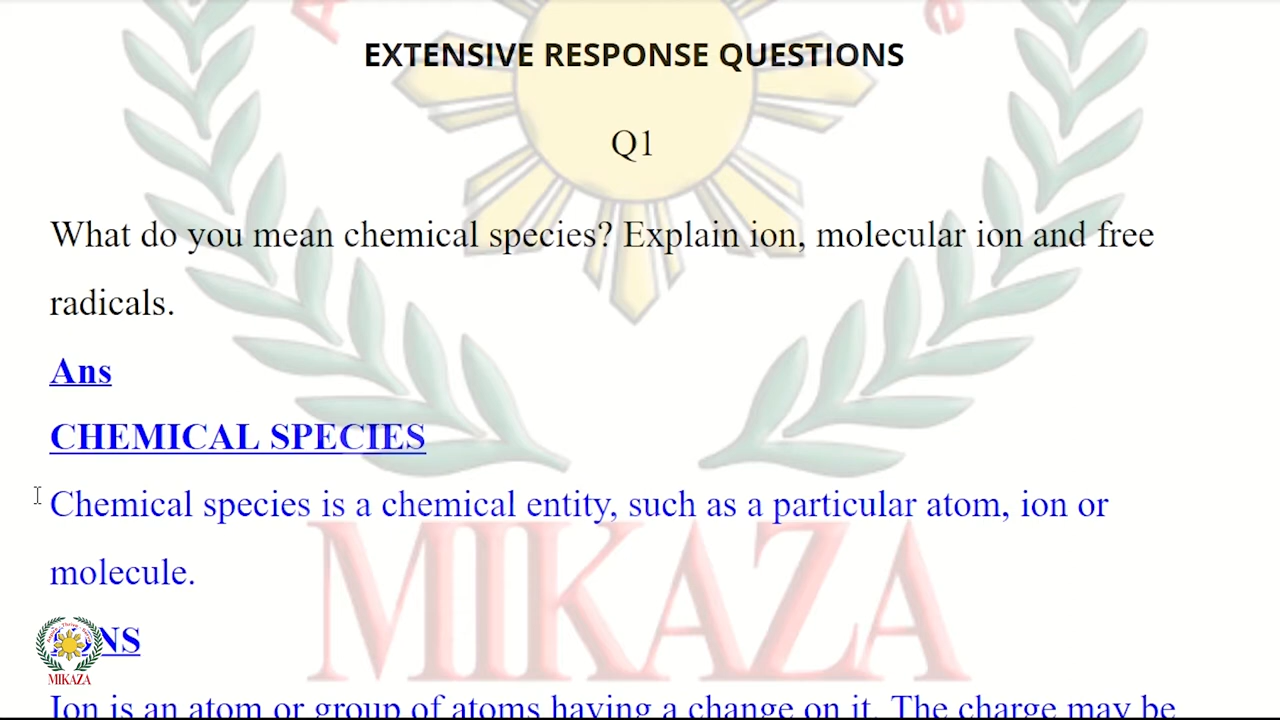 EXTENSIVE RESPONSE QUESTIONS
Q1
What do you mean chemical species? Explain ion, molecular ion and free
radicals.
Ans
CHEMICAL SPECIES
Chemical species is a chemical entity, such as a particular atom, ion or
molecule.
MIKAZA
NS
MIKAZA
Ion is an atom or group of atoms having a change on it. The charge may be